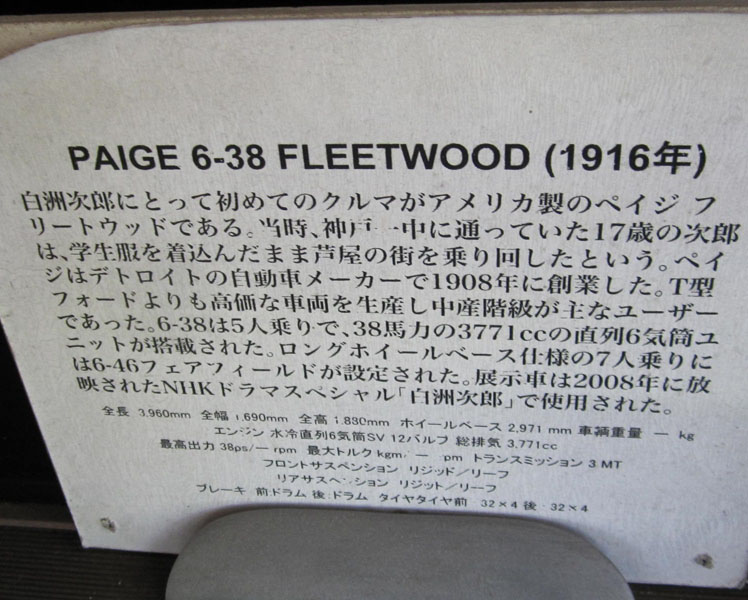 PAIGE 6-38 FLEETWOOD (1916年)
白洲次郎にとって初めてのクルマがアメリカ製のペイジ フ
リートウッドである。当時、神戸一中に通っていた17歳の次郎
は、学生服を着込んだまま芦屋の街を乗り回したという。ペイ
ジはデトロイトの自動車メーカーで1908年に創業した。T型
フォードよりも高価な車両を生産し中産階級が主なユーザー
であった。6-38は5人乗りで、38馬力の3771ccの直列6気筒ユ
ニットが搭載された。ロングホイールベース仕様の7人乗りに
は6-46フェアフィールドが設定された。展示車は2008年に放
映されたNHKドラマスペシャル「白洲次郎」で使用された。
全長 3,960mm 全幅 1,690mm 全高 1,830mm ホイールベース 2,971 mm 車輌重量 — kg
エンジン 水冷直列6気筒SV 12バルブ 総排気 3,771cc
最高出力 38ps/— rpm 最大トルク kgm/ — pm トランスミッション 3 MT
フロントサスペンション リジッド/リーフ
リアサスペンション リジット/リーフ
ブレーキ 前:ドラム 後:ドラム タイヤタイヤ前 : 32×4 後 : 32×4